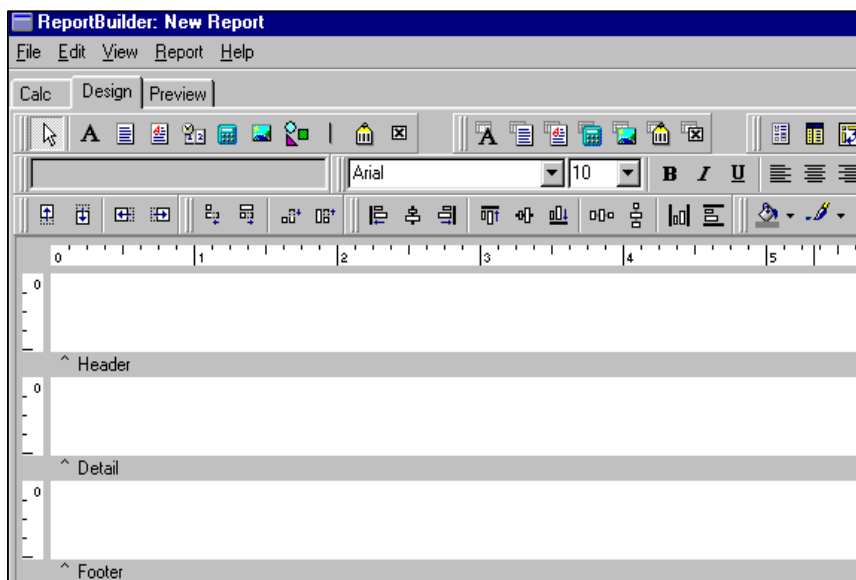 ReportBuilder: New Report
File Edit View Report Help
Calc Design Preview
Arial 10 B I U
0 1 2 3 4 5
0
^ Header
0
^ Detail
0
^ Footer